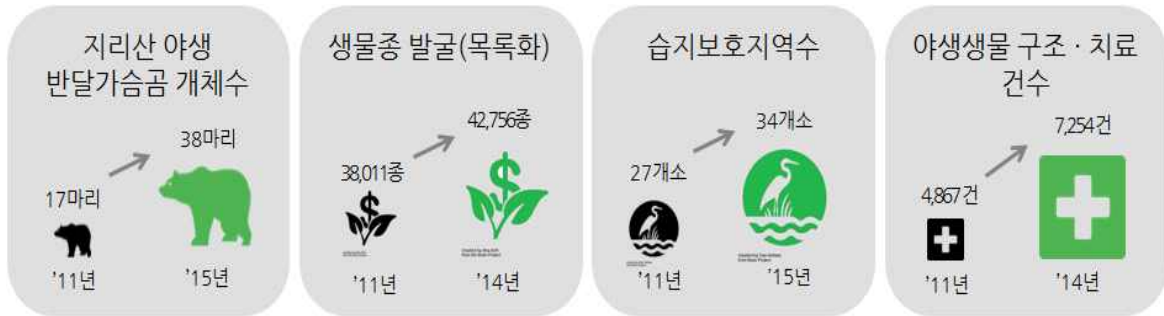 지리산 야생
반달가슴곰 개체수
38마리
17마리
’11년
’15년
생물종 발굴(목록화)
42,756종
38,011종
’11년
’14년
습지보호지역수
34개소
27개소
’11년
’15년
야생생물 구조 · 치료
건수
7,254건
4,867건
’11년
’14년